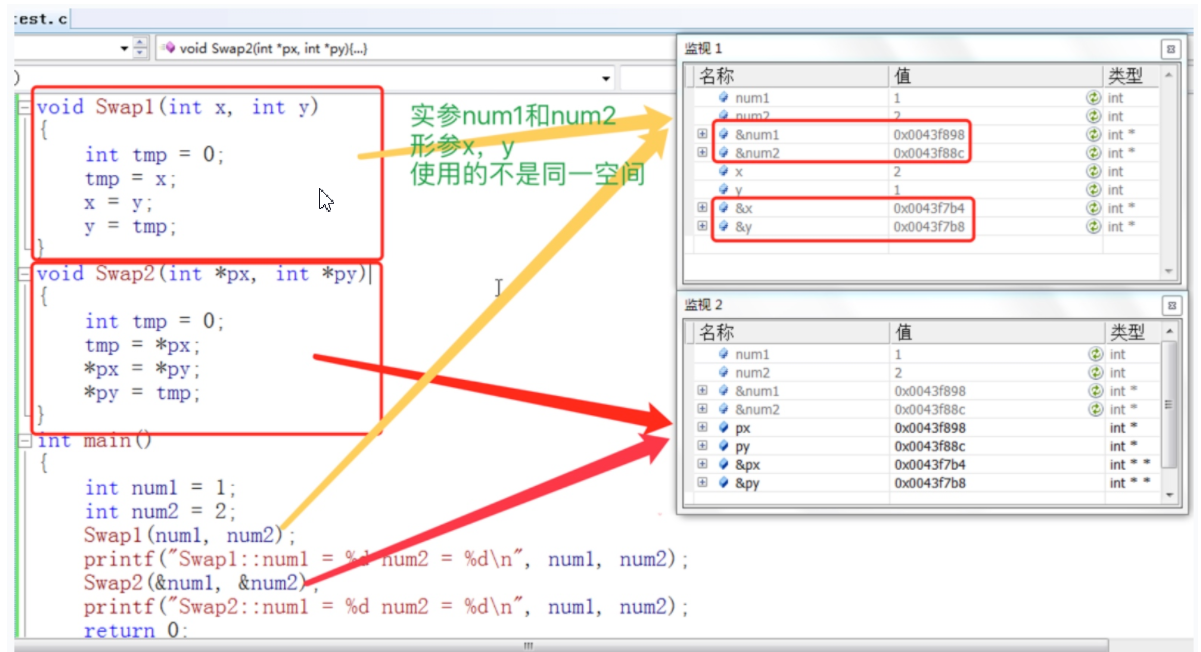 test.c
void Swap2(int *px, int *py){...}
)
void Swap1(int x, int y)
{
int tmp = 0;
tmp = x;
x = y;
y = tmp;
}
void Swap2(int *px, int *py)
{
int tmp = 0;
tmp = *px;
*px = *py;
*py = tmp;
}
int main()
{
int num1 = 1;
int num2 = 2;
Swap1(num1, num2);
printf("Swap1::num1 = %d num2 = %d\n", num1, num2);
Swap2(&num1, &num2);
printf("Swap2::num1 = %d num2 = %d\n", num1, num2);
return 0;
实参num1和num2
形参x，y
使用的不是同一空间
监视 1
名称 值 类型
num1 1 int
num2 2 int
&num1 0x0043f898 int *
&num2 0x0043f88c int *
x 2 int
y 1 int
&x 0x0043f7b4 int *
&y 0x0043f7b8 int *
监视 2
名称 值 类型
num1 1 int
num2 2 int
&num1 0x0043f898 int *
&num2 0x0043f88c int *
px 0x0043f898 int *
py 0x0043f88c int *
&px 0x0043f7b4 int * *
&py 0x0043f7b8 int * *